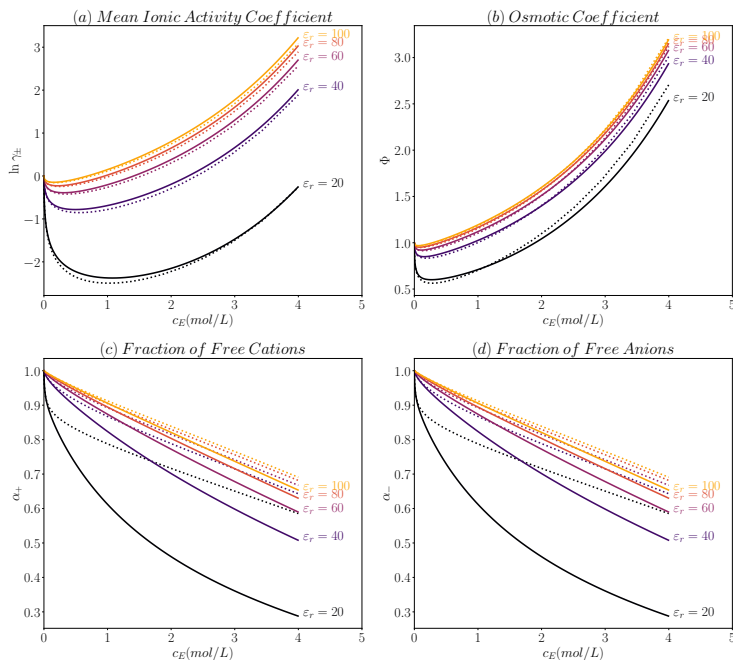 (a) Mean Ionic Activity Coefficient
ln γ±
3
2
1
0
−1
−2
εr = 100
εr = 80
εr = 60
εr = 40
εr = 20
0 1 2 3 4 5
cE(mol/L)
(b) Osmotic Coefficient
Φ
3.0
2.5
2.0
1.5
1.0
0.5
εr = 100
εr = 80
εr = 60
εr = 40
εr = 20
0 1 2 3 4 5
cE(mol/L)
(c) Fraction of Free Cations
α+
1.0
0.9
0.8
0.7
0.6
0.5
0.4
0.3
εr = 100
εr = 80
εr = 60
εr = 40
εr = 20
0 1 2 3 4 5
cE(mol/L)
(d) Fraction of Free Anions
α−
1.0
0.9
0.8
0.7
0.6
0.5
0.4
0.3
εr = 100
εr = 80
εr = 60
εr = 40
εr = 20
0 1 2 3 4 5
cE(mol/L)